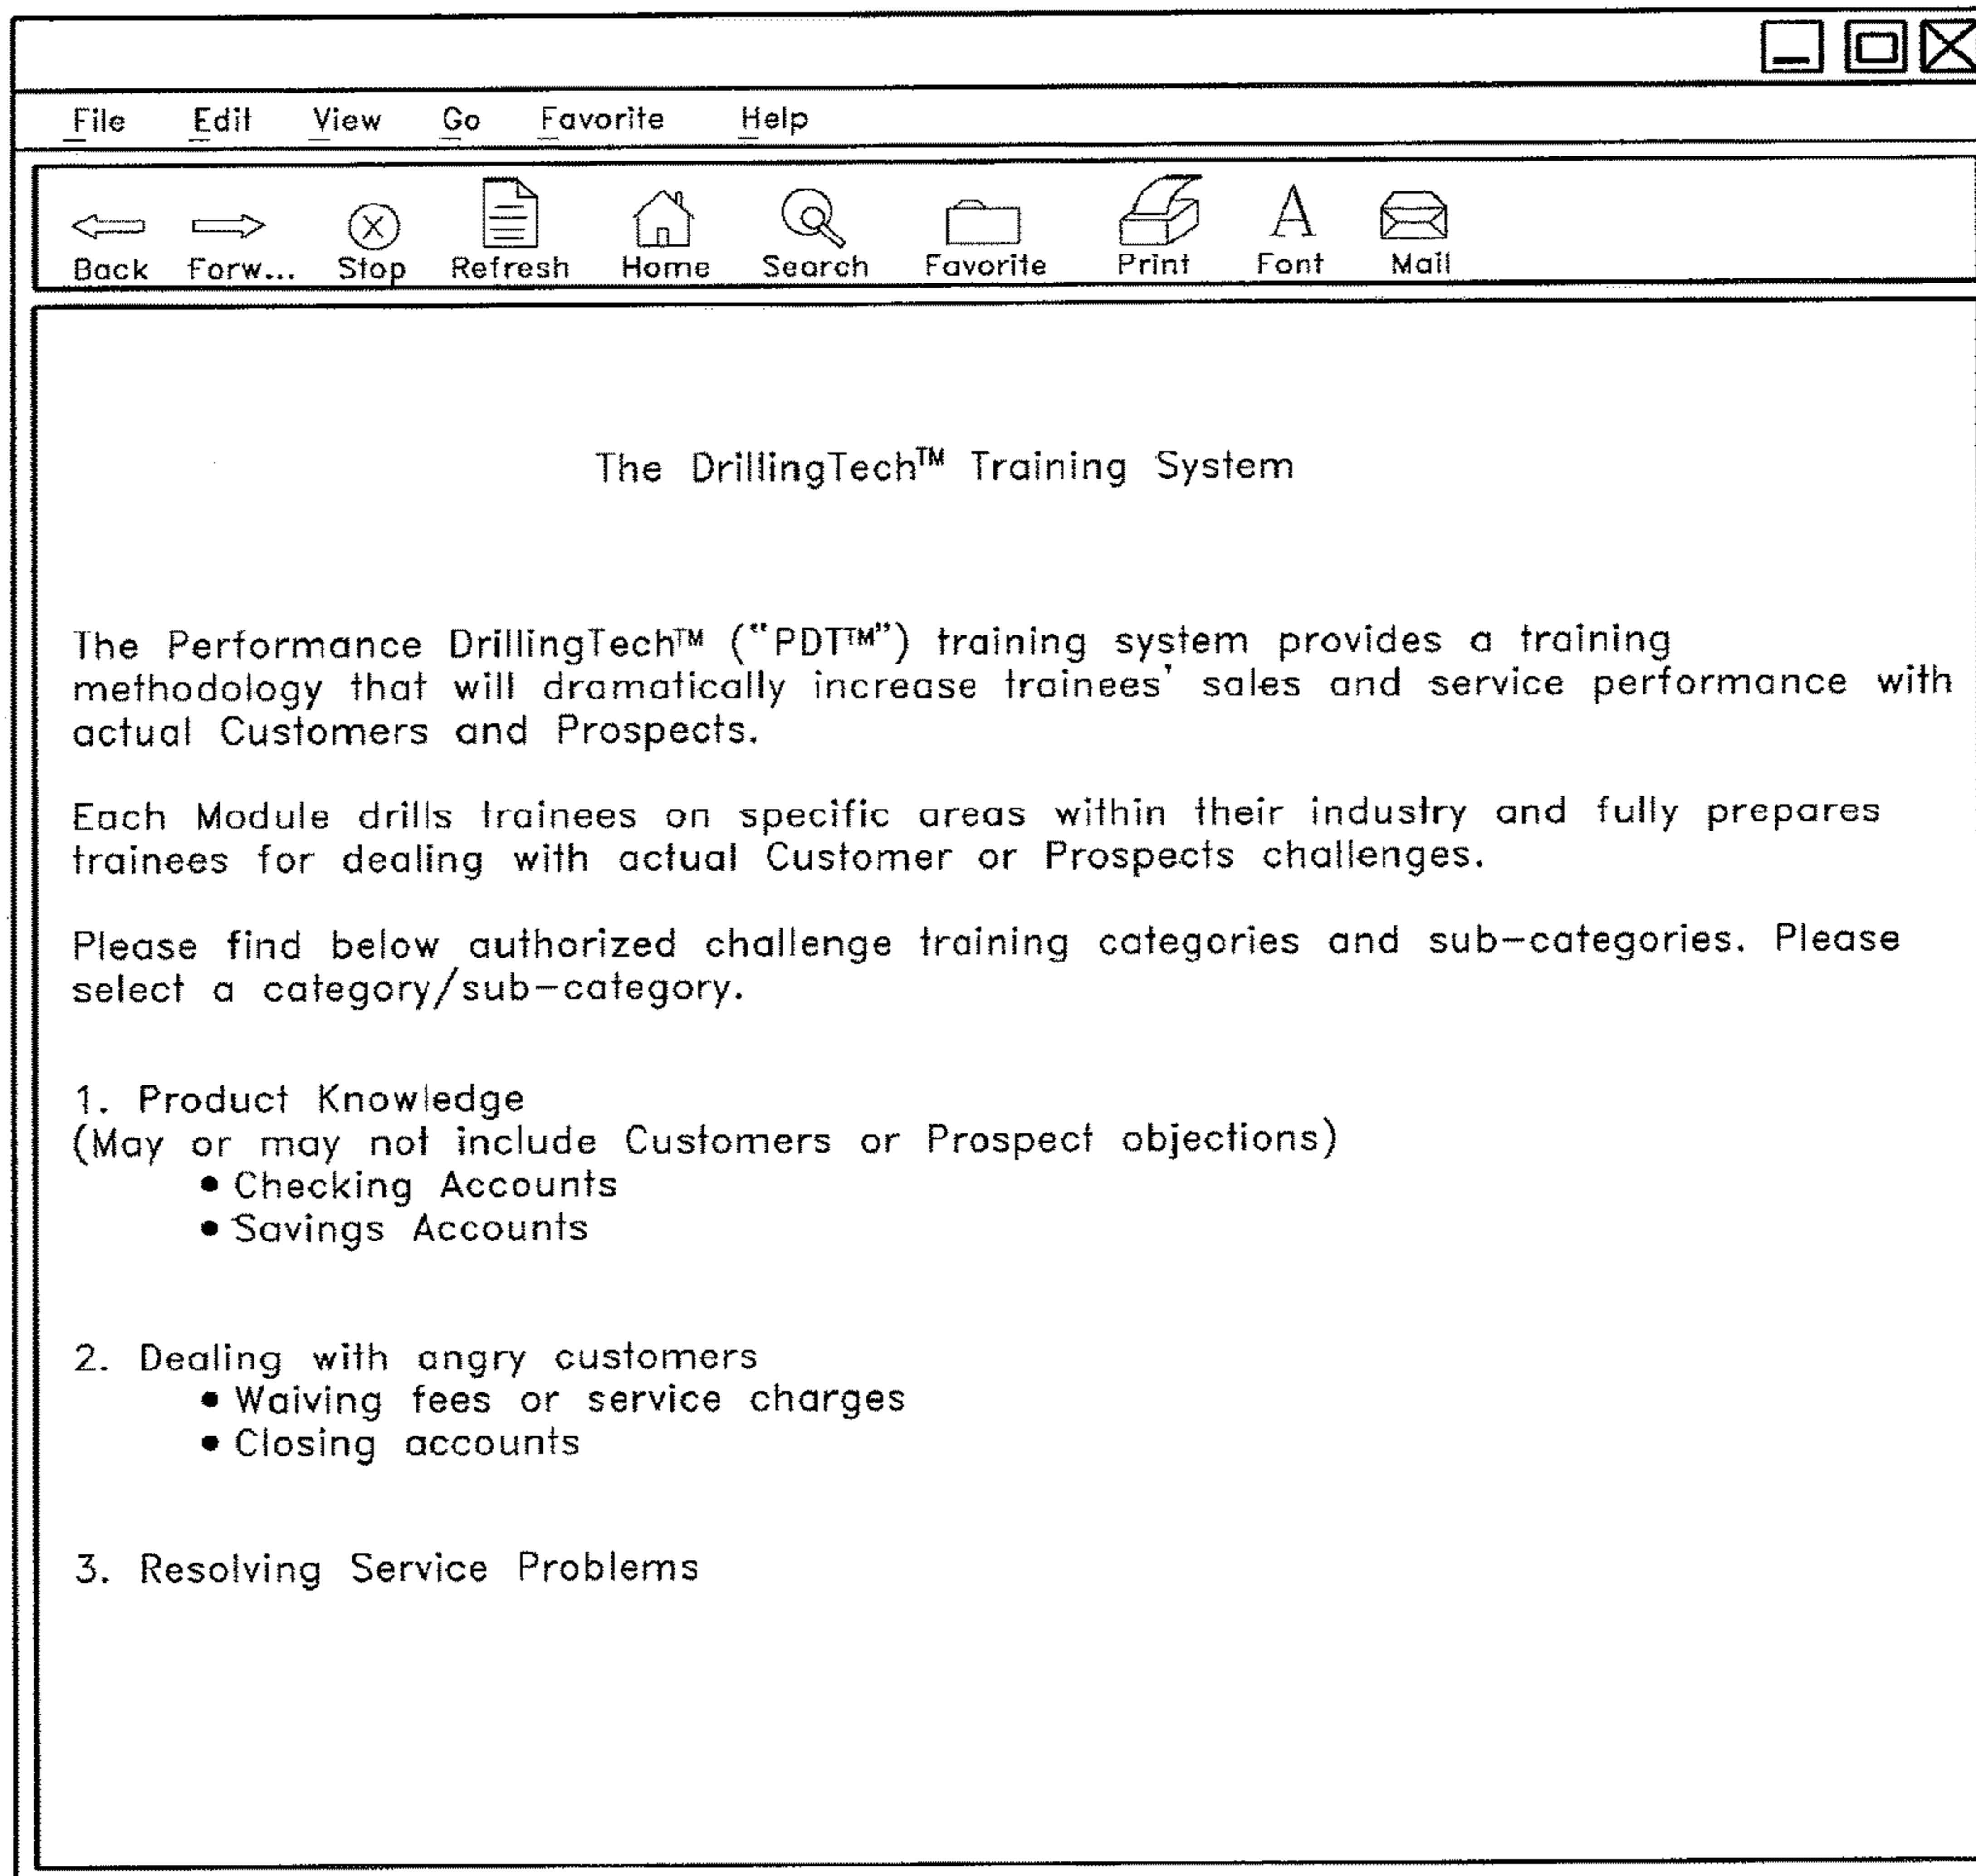 File Edit View Go Favorite Help
Back Forw... Stop Refresh Home Search Favorite Print Font Mail
The DrillingTech™ Training System
The Performance DrillingTech™ ("PDT™") training system provides a training
methodology that will dramatically increase trainees' sales and service performance with
actual Customers and Prospects.
Each Module drills trainees on specific areas within their industry and fully prepares
trainees for dealing with actual Customer or Prospects challenges.
Please find below authorized challenge training categories and sub-categories. Please
select a category/sub-category.
1. Product Knowledge
(May or may not include Customers or Prospect objections)
• Checking Accounts
• Savings Accounts
2. Dealing with angry customers
• Waiving fees or service charges
• Closing accounts
3. Resolving Service Problems